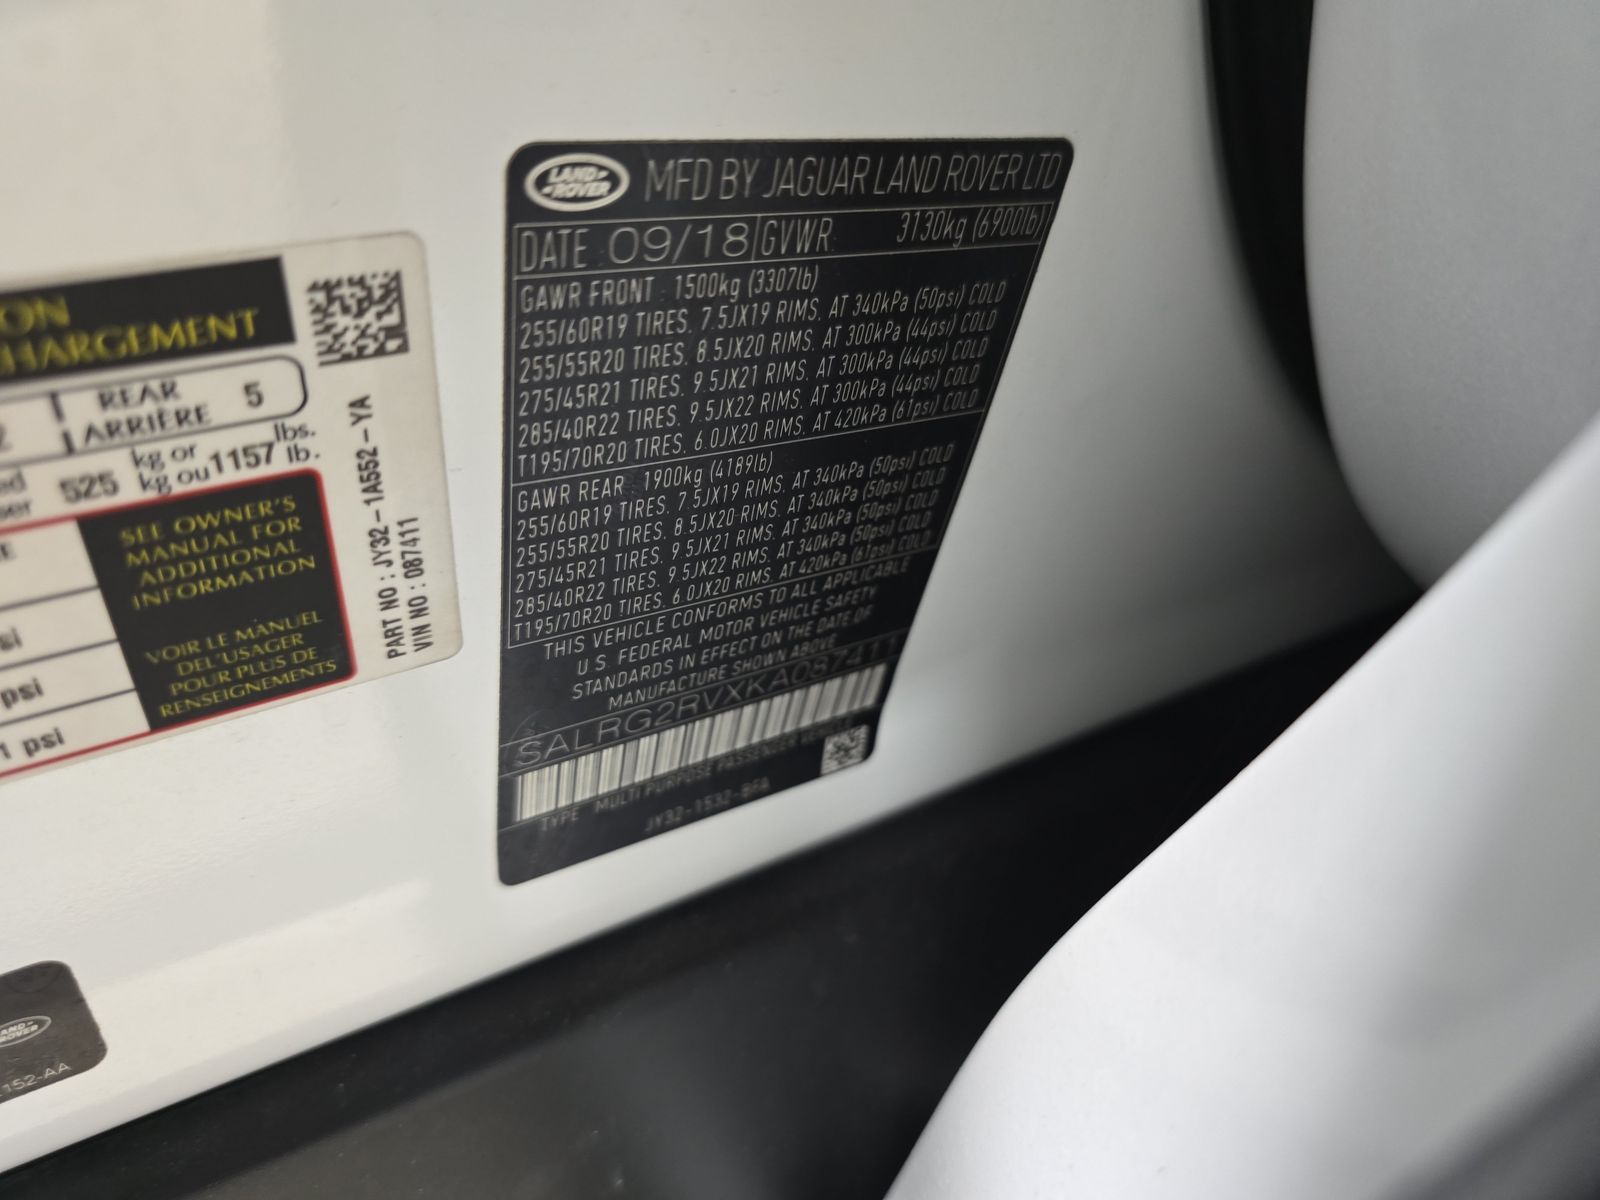 ON
HARGEMENT
2 REAR ARRIÈRE 5
525 kg or kg ou 1157 lbs. lb.
SEE OWNER'S
MANUAL FOR
ADDITIONAL
INFORMATION
VOIR LE MANUEL
DEL'USAGER
POUR PLUS DE
RENSEIGNEMENTS
psi
1 psi
PART NO : JY32-1A552-YA
VIN NO : 087411
LAND ROVER
152-AA
LAND ROVER MFD BY JAGUAR LAND ROVER LTD
DATE 09/18 GVWR 3130kg (6900lb)
GAWR FRONT : 1500kg (3307lb)
255/60R19 TIRES, 7.5JX19 RIMS, AT 340kPa (50psi) COLD
255/55R20 TIRES, 8.5JX20 RIMS, AT 300kPa (44psi) COLD
275/45R21 TIRES, 9.5JX21 RIMS, AT 300kPa (44psi) COLD
285/40R22 TIRES, 9.5JX22 RIMS, AT 300kPa (44psi) COLD
T195/70R20 TIRES, 6.0JX20 RIMS, AT 420kPa (61psi) COLD
GAWR REAR : 1900kg (4189lb)
255/60R19 TIRES, 7.5JX19 RIMS, AT 340kPa (50psi) COLD
255/55R20 TIRES, 8.5JX20 RIMS, AT 340kPa (50psi) COLD
275/45R21 TIRES, 9.5JX21 RIMS, AT 340kPa (50psi) COLD
285/40R22 TIRES, 9.5JX22 RIMS, AT 340kPa (50psi) COLD
T195/70R20 TIRES, 6.0JX20 RIMS, AT 420kPa (61psi) COLD
THIS VEHICLE CONFORMS TO ALL APPLICABLE
U.S. FEDERAL MOTOR VEHICLE SAFETY
STANDARDS IN EFFECT ON THE DATE OF
MANUFACTURE SHOWN ABOVE
SALRG2RVXKA087411
TYPE MULTI PURPOSE PASSENGER VEHICLE
JY32-1532-BFA